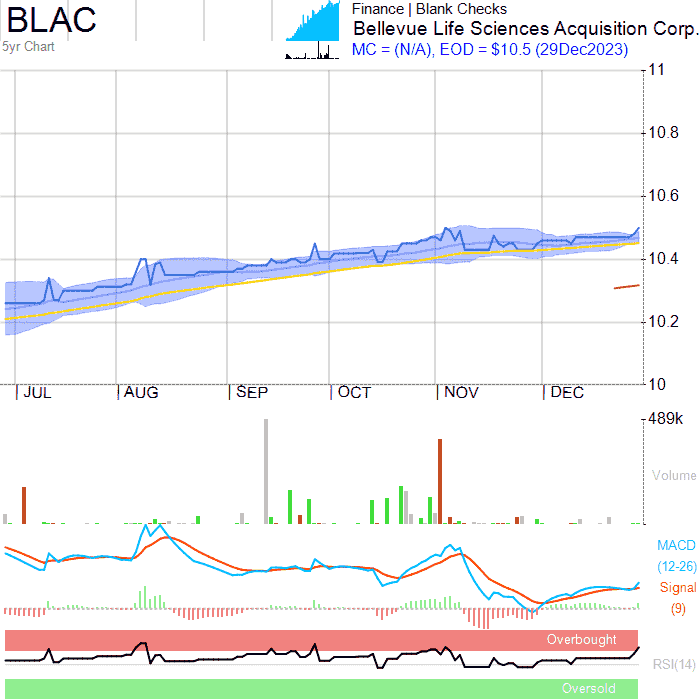 BLAC
5yr Chart
Finance | Blank Checks
Bellevue Life Sciences Acquisition Corp.
MC = (N/A), EOD = $10.5 (29Dec2023)
11
10.8
10.6
10.4
10.2
10
JUL AUG SEP OCT NOV DEC
489k
Volume
MACD
(12-26)
Signal
(9)
Overbought
RSI(14)
Oversold